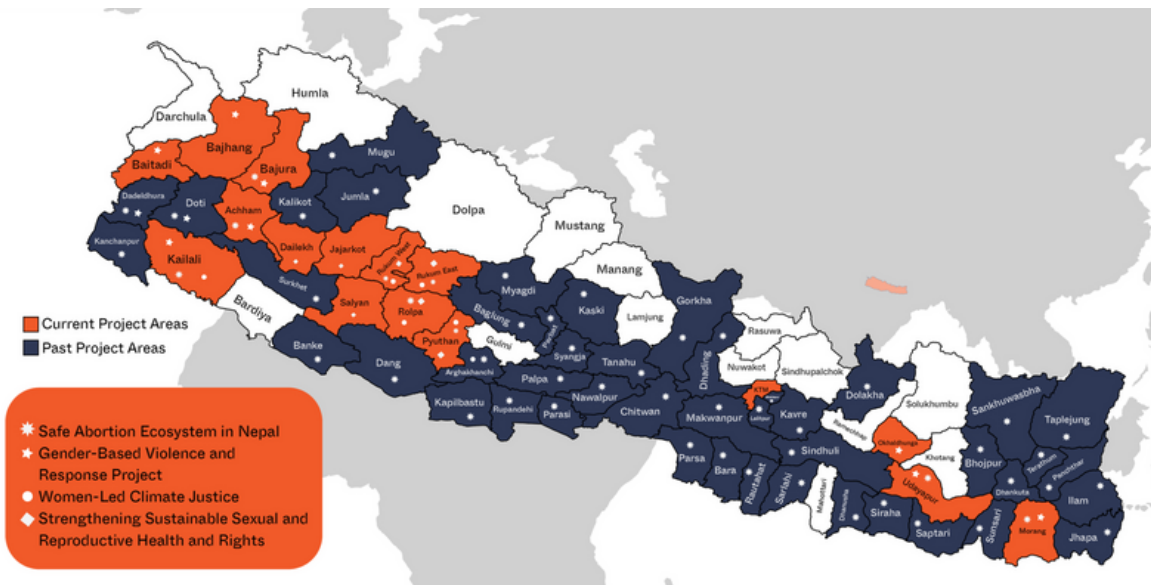 Humla
Darchula
Bajhang
Baitadi
Bajura
Mugu
Dadeldhura
Doti
Achham
Kalikot
Jumla
Dolpa
Mustang
Kanchanpur
Kailali
Dailekh
Jajarkot
Rukum West
Rukum East
Manang
Surkhet
Bardiya
Salyan
Rolpa
Myagdi
Kaski
Lamjung
Gorkha
Baglung
Parbat
Pyuthan
Gulmi
Syangja
Tanahu
Rasuwa
Banke
Dang
Arghakhanchi
Palpa
Nawalpur
Dhading
Nuwakot
Sindhupalchok
Kapilbastu
Rupandehi
Parasi
Chitwan
KTM
Lalitpur
Kavre
Dolakha
Makwanpur
Ramechhap
Solukhumbu
Sankhuwasbha
Taplejung
Okhaldhunga
Khotang
Sindhuli
Parsa
Bara
Rautahat
Sarlahi
Mahottari
Dhanusha
Siraha
Udayapur
Bhojpur
Terathum
Panchthar
Dhankuta
Ilam
Saptari
Sunsari
Morang
Jhapa
Current Project Areas
Past Project Areas
Safe Abortion Ecosystem in Nepal
Gender-Based Violence and
Response Project
Women-Led Climate Justice
Strengthening Sustainable Sexual and
Reproductive Health and Rights